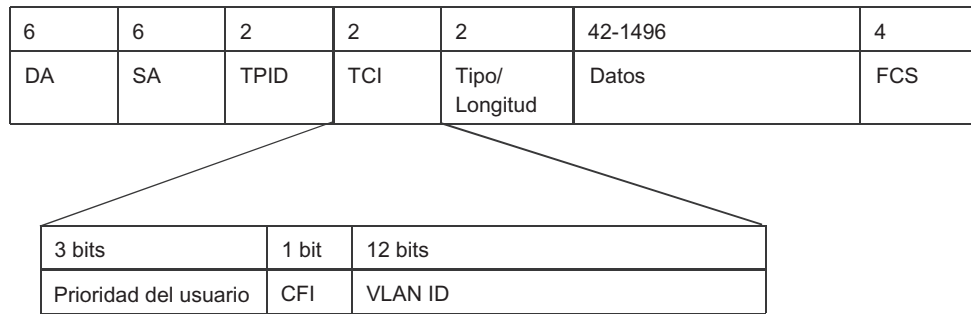 6 6 2 2 2 42-1496 4
DA SA TPID TCI Tipo/ Datos FCS
Longitud
3 bits 1 bit 12 bits
Prioridad del usuario CFI VLAN ID